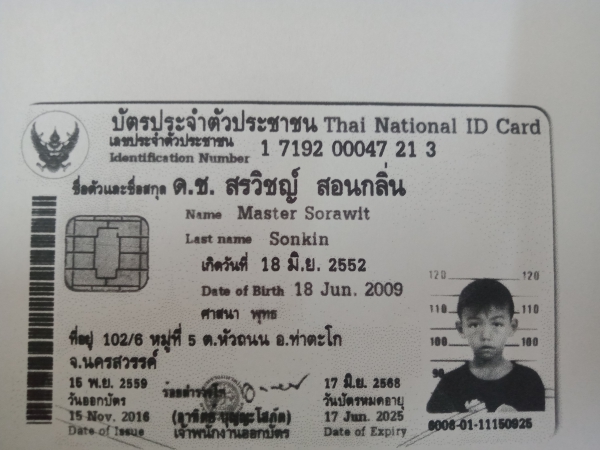 บัตรประจำตัวประชาชน Thai National ID Card
เลขประจำตัวประชาชน
Identification Number 1 7192 00047 21 3
ชื่อตัวและชื่อสกุล ด.ช. สรวิชญ์ สอนกลิ่น
Name Master Sorawit
Last name Sonkin
เกิดวันที่ 18 มิ.ย. 2552
Date of Birth 18 Jun. 2009
ศาสนา พุทธ
ที่อยู่ 102/6 หมู่ที่ 5 ต.หัวถนน อ.ท่าตะโก
จ.นครสวรรค์
120 120
110 110
100 100
90
15 พ.ย. 2559
วันออกบัตร
15 Nov. 2016
Date of Issue
เจ้าพนักงานออกบัตร
17 มิ.ย. 2568
วันบัตรหมดอายุ
17 Jun. 2025
Date of Expiry
6006-01-11150925